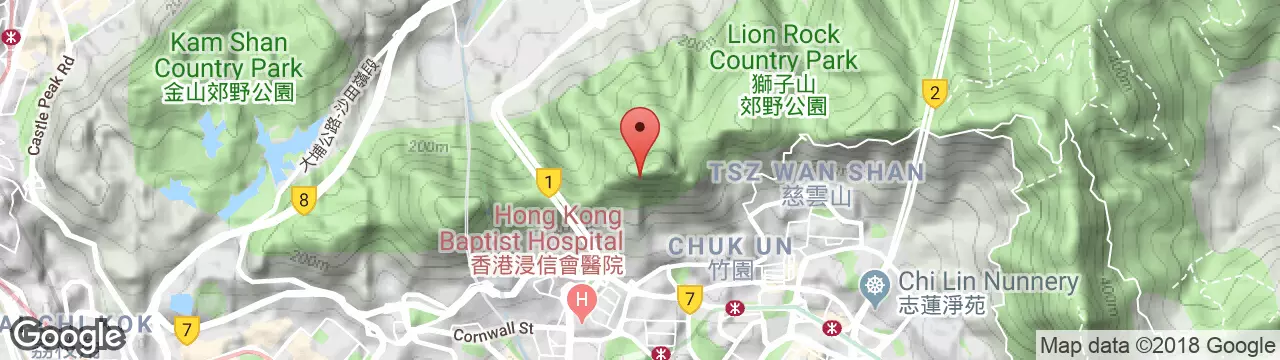 Kam Shan
Country Park
金山郊野公園
Castle Peak Rd
大埔公路-沙田嶺段
200m
200m
200m
8
1
Lion Rock
Country Park
獅子山
郊野公園
2
TSZ WAN SHAN
慈雲山
Hong Kong
Baptist Hospital
香港浸信會醫院
H
CHUK UN
竹園
400m
Chi Lin Nunnery
志蓮淨苑
7
7
Cornwall St
Google
Map data ©2018 Google